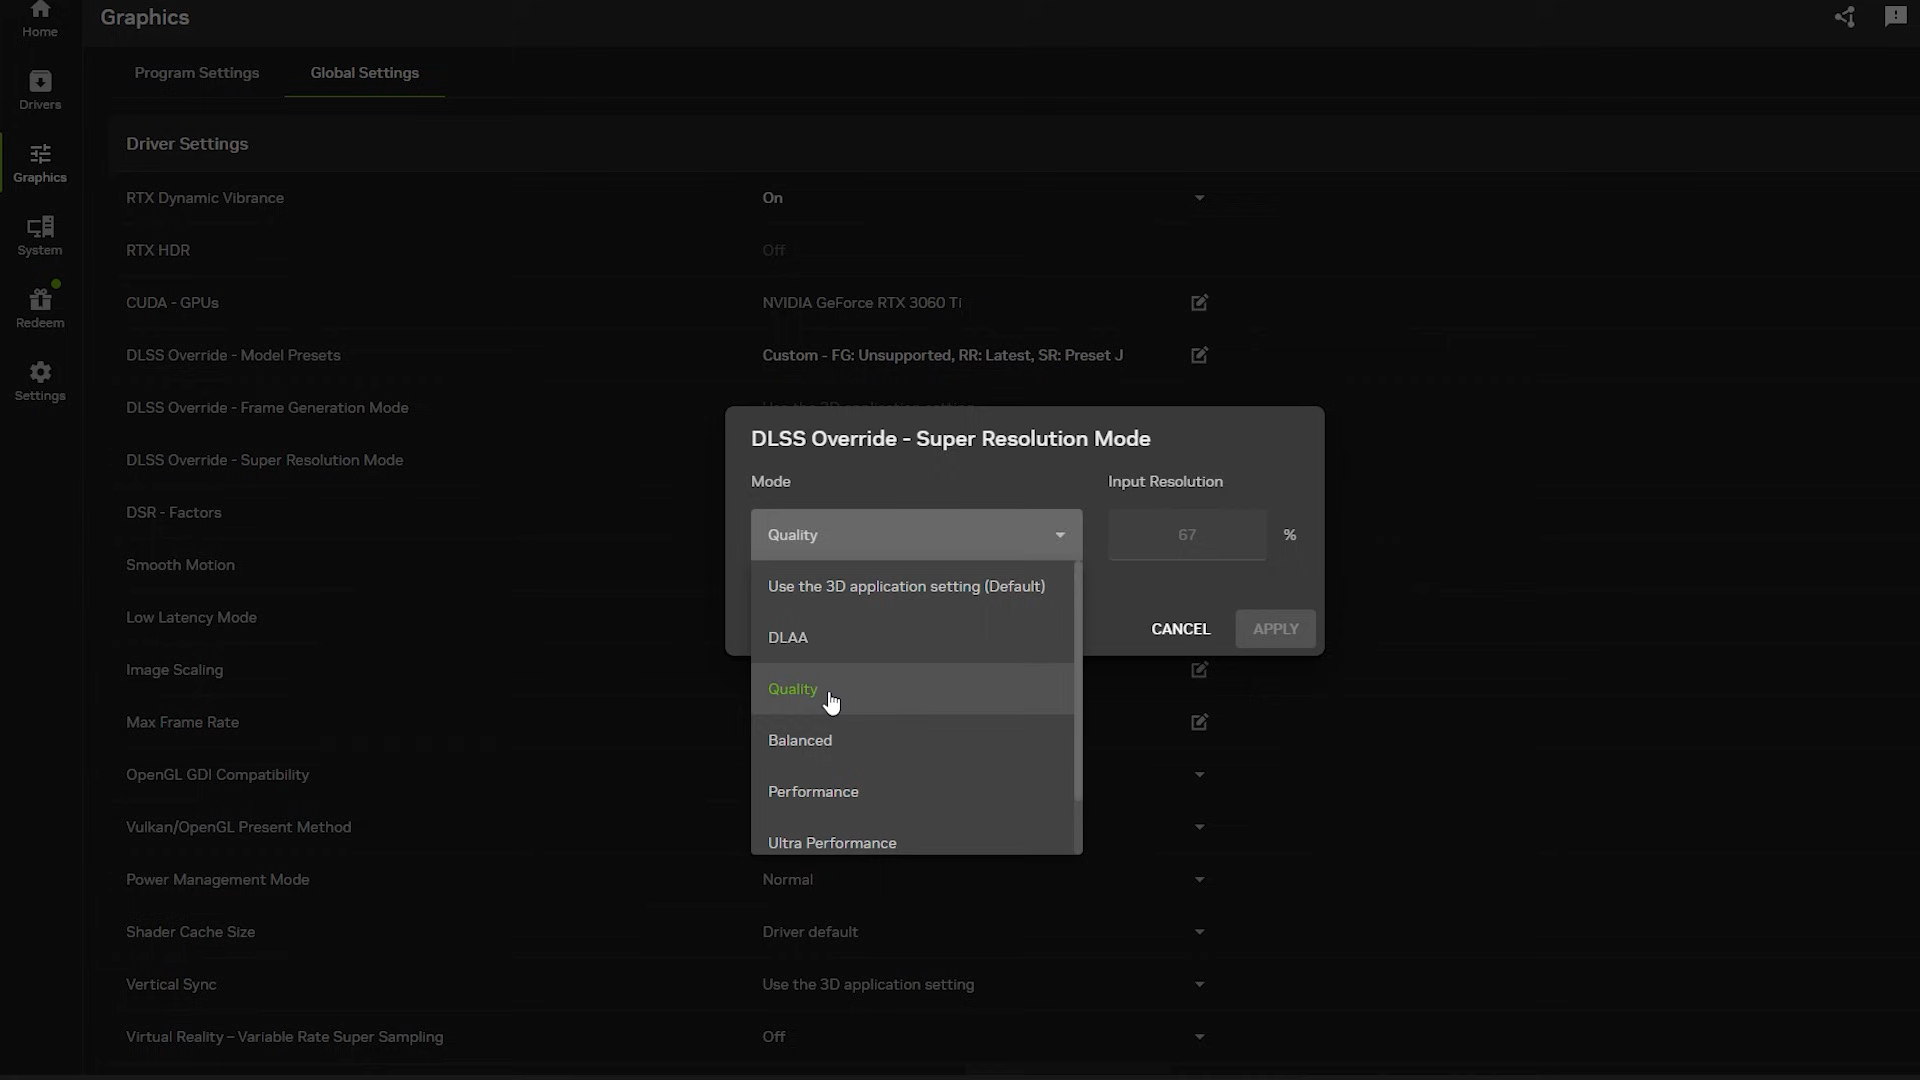 Graphics
Home
Program Settings
Global Settings
Drivers
Driver Settings
Graphics
RTX Dynamic Vibrance
On
System
RTX HDR
Off
Redeem
CUDA - GPUs
NVIDIA GeForce RTX 3060 Ti
DLSS Override - Model Presets
Custom - FG: Unsupported, RR: Latest, SR: Preset J
Settings
DLSS Override - Frame Generation Mode
DLSS Override - Super Resolution Mode
DLSS Override - Super Resolution Mode
Mode
Input Resolution
Quality
67
%
Use the 3D application setting (Default)
DLAA
Quality
Balanced
Performance
Ultra Performance
CANCEL
APPLY
DSR - Factors
Smooth Motion
Low Latency Mode
Image Scaling
Max Frame Rate
OpenGL GDI Compatibility
Vulkan/OpenGL Present Method
Power Management Mode
Normal
Shader Cache Size
Driver default
Vertical Sync
Use the 3D application setting
Virtual Reality – Variable Rate Super Sampling
Off